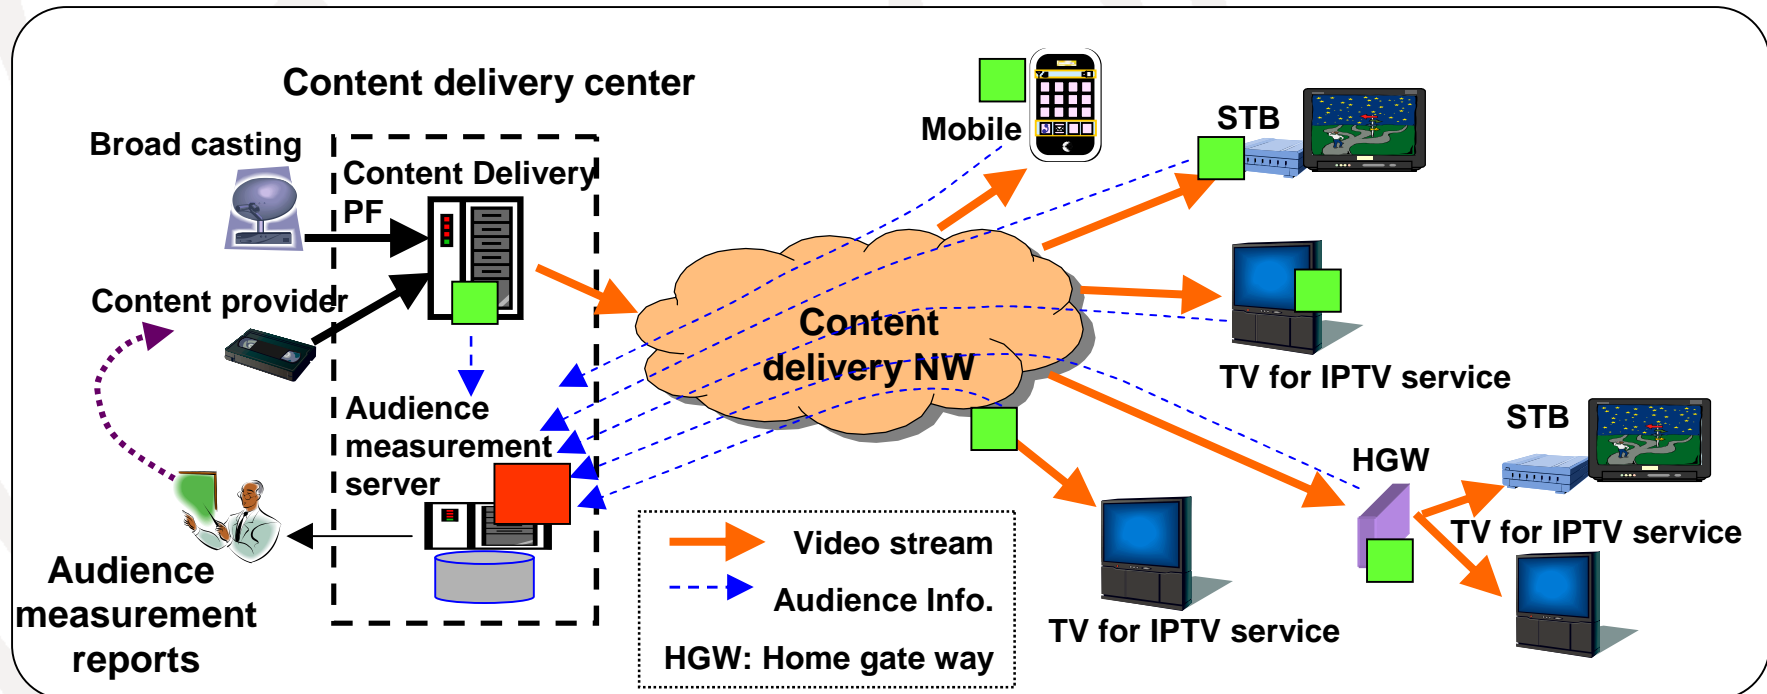 Content delivery center
Broad casting
Content Delivery
PF
Content provider
Audience
measurement
server
Audience
measurement
reports
Content
delivery NW
Mobile
STB
TV for IPTV service
STB
HGW
TV for IPTV service
TV for IPTV service
Video stream
Audience Info.
HGW: Home gate way